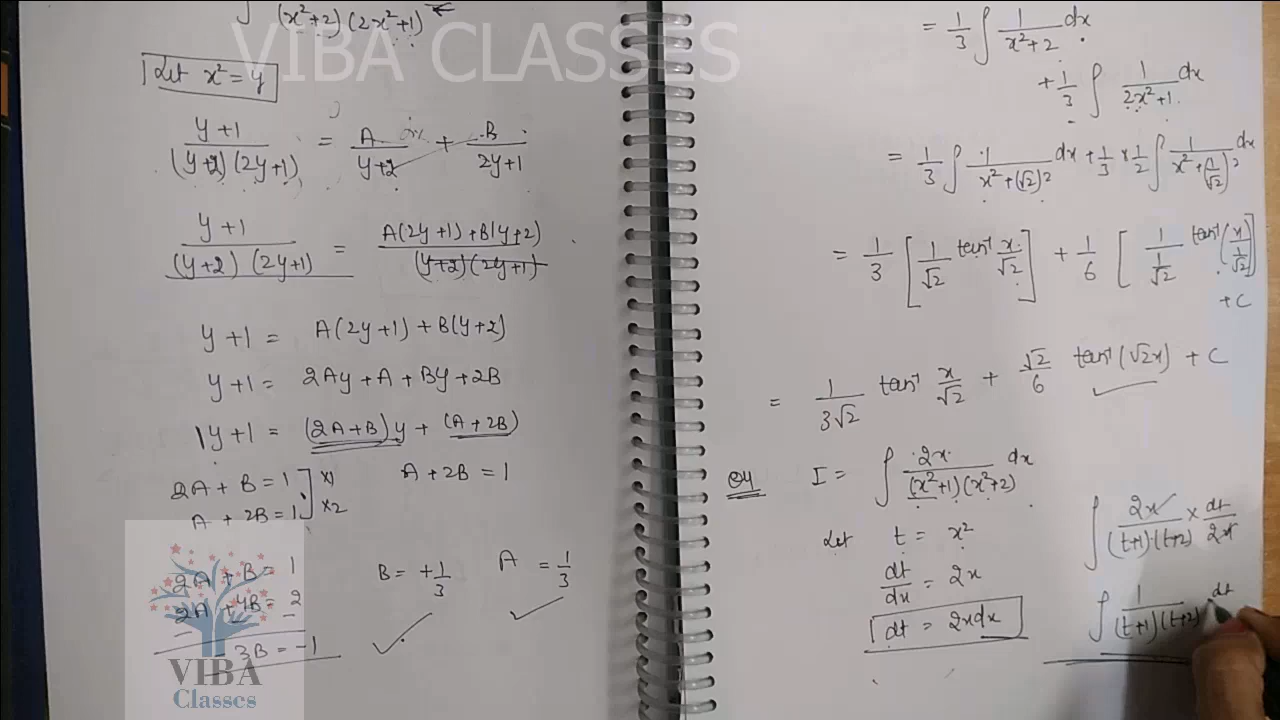 ∫ (x²+2)(2x²+1)
VIBA CLASSES
Let x² = y
y+1/(y+2)(2y+1) = A/y+2 + B/2y+1
y+1/(y+2)(2y+1) = A(2y+1)+B(y+2)/(y+2)(2y+1)
y+1 = A(2y+1)+B(y+2)
y+1 = 2Ay+A+By+2B
1y+1 = (2A+B)y+(A+2B)
2A+B=1 ×1 A+2B=1
A+2B=1 ×2
2A+B=1 B=+1/3 A=1/3
2A+4B=2
-3B=-1
VIBA
Classes
= 1/3 ∫ 1/x²+2 dx
+1/3 ∫ 1/2x²+1 dx
= 1/3 ∫ 1/x²+(√2)² dx + 1/3 × 1/2 ∫ 1/x²+(1/√2)² dx
= 1/3 [1/√2 tan⁻¹ x/√2] + 1/6 [1/1/√2 tan⁻¹(x/1/√2)]
+C
= 1/3√2 tan⁻¹ x/√2 + √2/6 tan⁻¹(√2x) + C
Q4 I = ∫ 2x/(x²+1)(x²+2) dx
Let t = x²
dt/dx = 2x
dt = 2xdx
∫ 2x/(t+1)(t+2) × dt/2x
∫ 1/(t+1)(t+2) dt